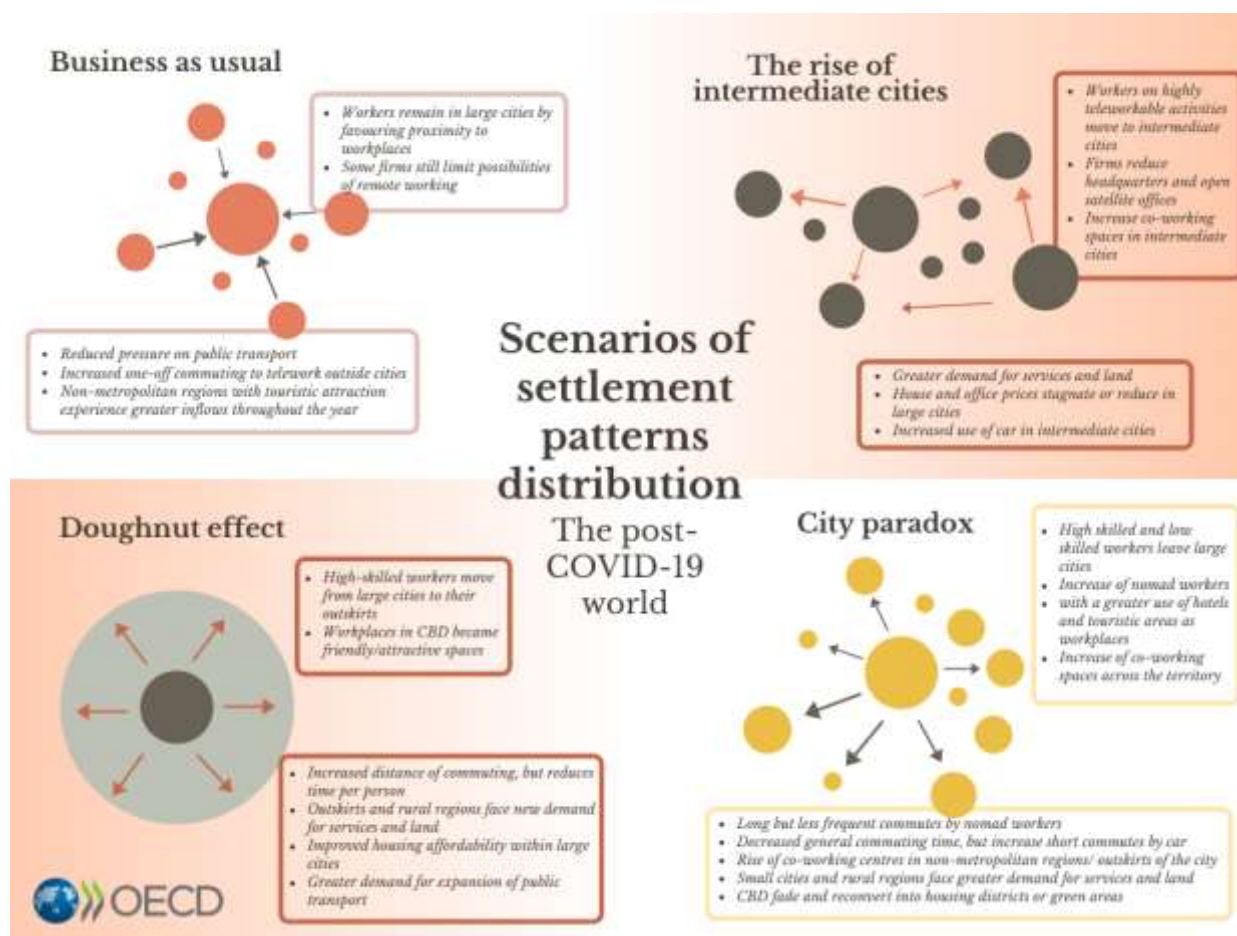 Business as usual
• Workers remain in large cities by
favouring proximity to
workplaces
• Some firms still limit possibilities
of remote working
• Reduced pressure on public transport
• Increased one-off commuting to telework outside cities
• Non-metropolitan regions with touristic attraction
experience greater inflows throughout the year
The rise of
intermediate cities
• Workers on highly
teleworkable activities
move to intermediate
cities
• Firms reduce
headquarters and open
satellite offices
• Increase co-working
spaces in intermediate
cities
• Greater demand for services and land
• House and office prices stagnate or reduce in
large cities
• Increased use of car in intermediate cities
Scenarios of
settlement
patterns
distribution
The post-
COVID-19
world
Doughnut effect
• High-skilled workers move
from large cities to their
outskirts
• Workplaces in CBD became
friendly/attractive spaces
• Increased distance of commuting, but reduces
time per person
• Outskirts and rural regions face new demand
for services and land
• Improved housing affordability within large
cities
• Greater demand for expansion of public
transport
OECD
City paradox
• High skilled and low
skilled workers leave large
cities
• Increase of nomad workers
• with a greater use of hotels
and touristic areas as
workplaces
• Increase of co-working
spaces across the territory
• Long but less frequent commutes by nomad workers
• Decreased general commuting time, but increase short commutes by car
• Rise of co-working centres in non-metropolitan regions/ outskirts of the city
• Small cities and rural regions face greater demand for services and land
• CBD fade and reconvert into housing districts or green areas